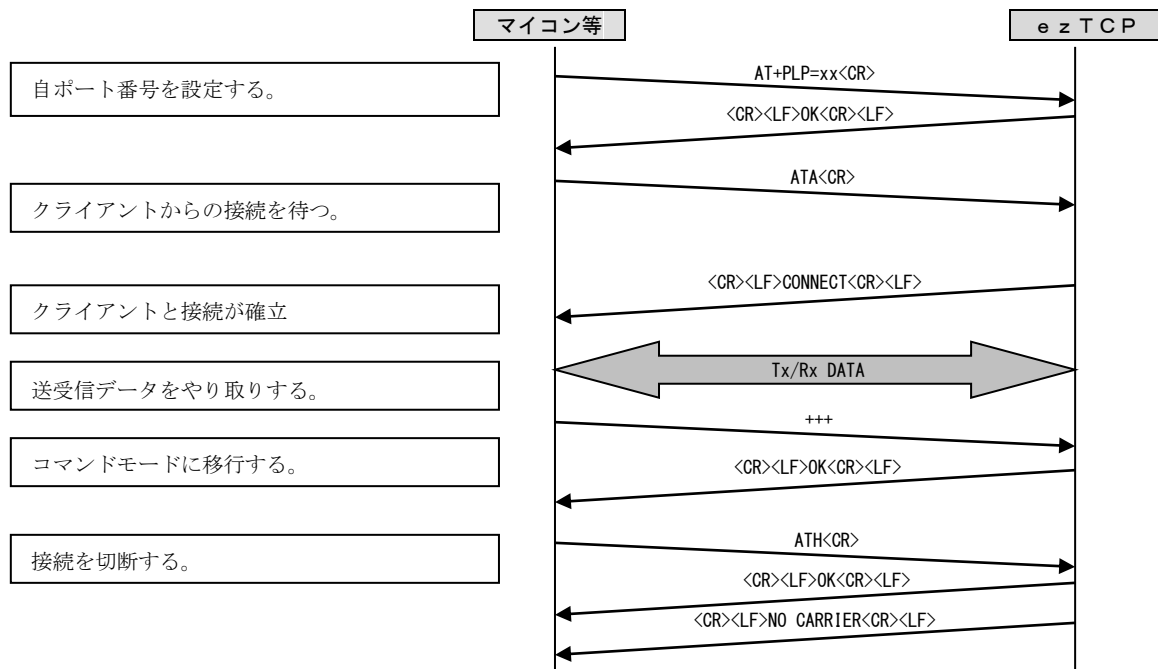 マイコン等
ezTCP
自ポート番号を設定する。
AT+PLP=xx<CR>
<CR><LF>OK<CR><LF>
クライアントからの接続を待つ。
ATA<CR>
クライアントと接続が確立
<CR><LF>CONNECT<CR><LF>
送受信データをやり取りする。
Tx/Rx DATA
コマンドモードに移行する。
+++
<CR><LF>OK<CR><LF>
接続を切断する。
ATH<CR>
<CR><LF>OK<CR><LF>
<CR><LF>NO CARRIER<CR><LF>